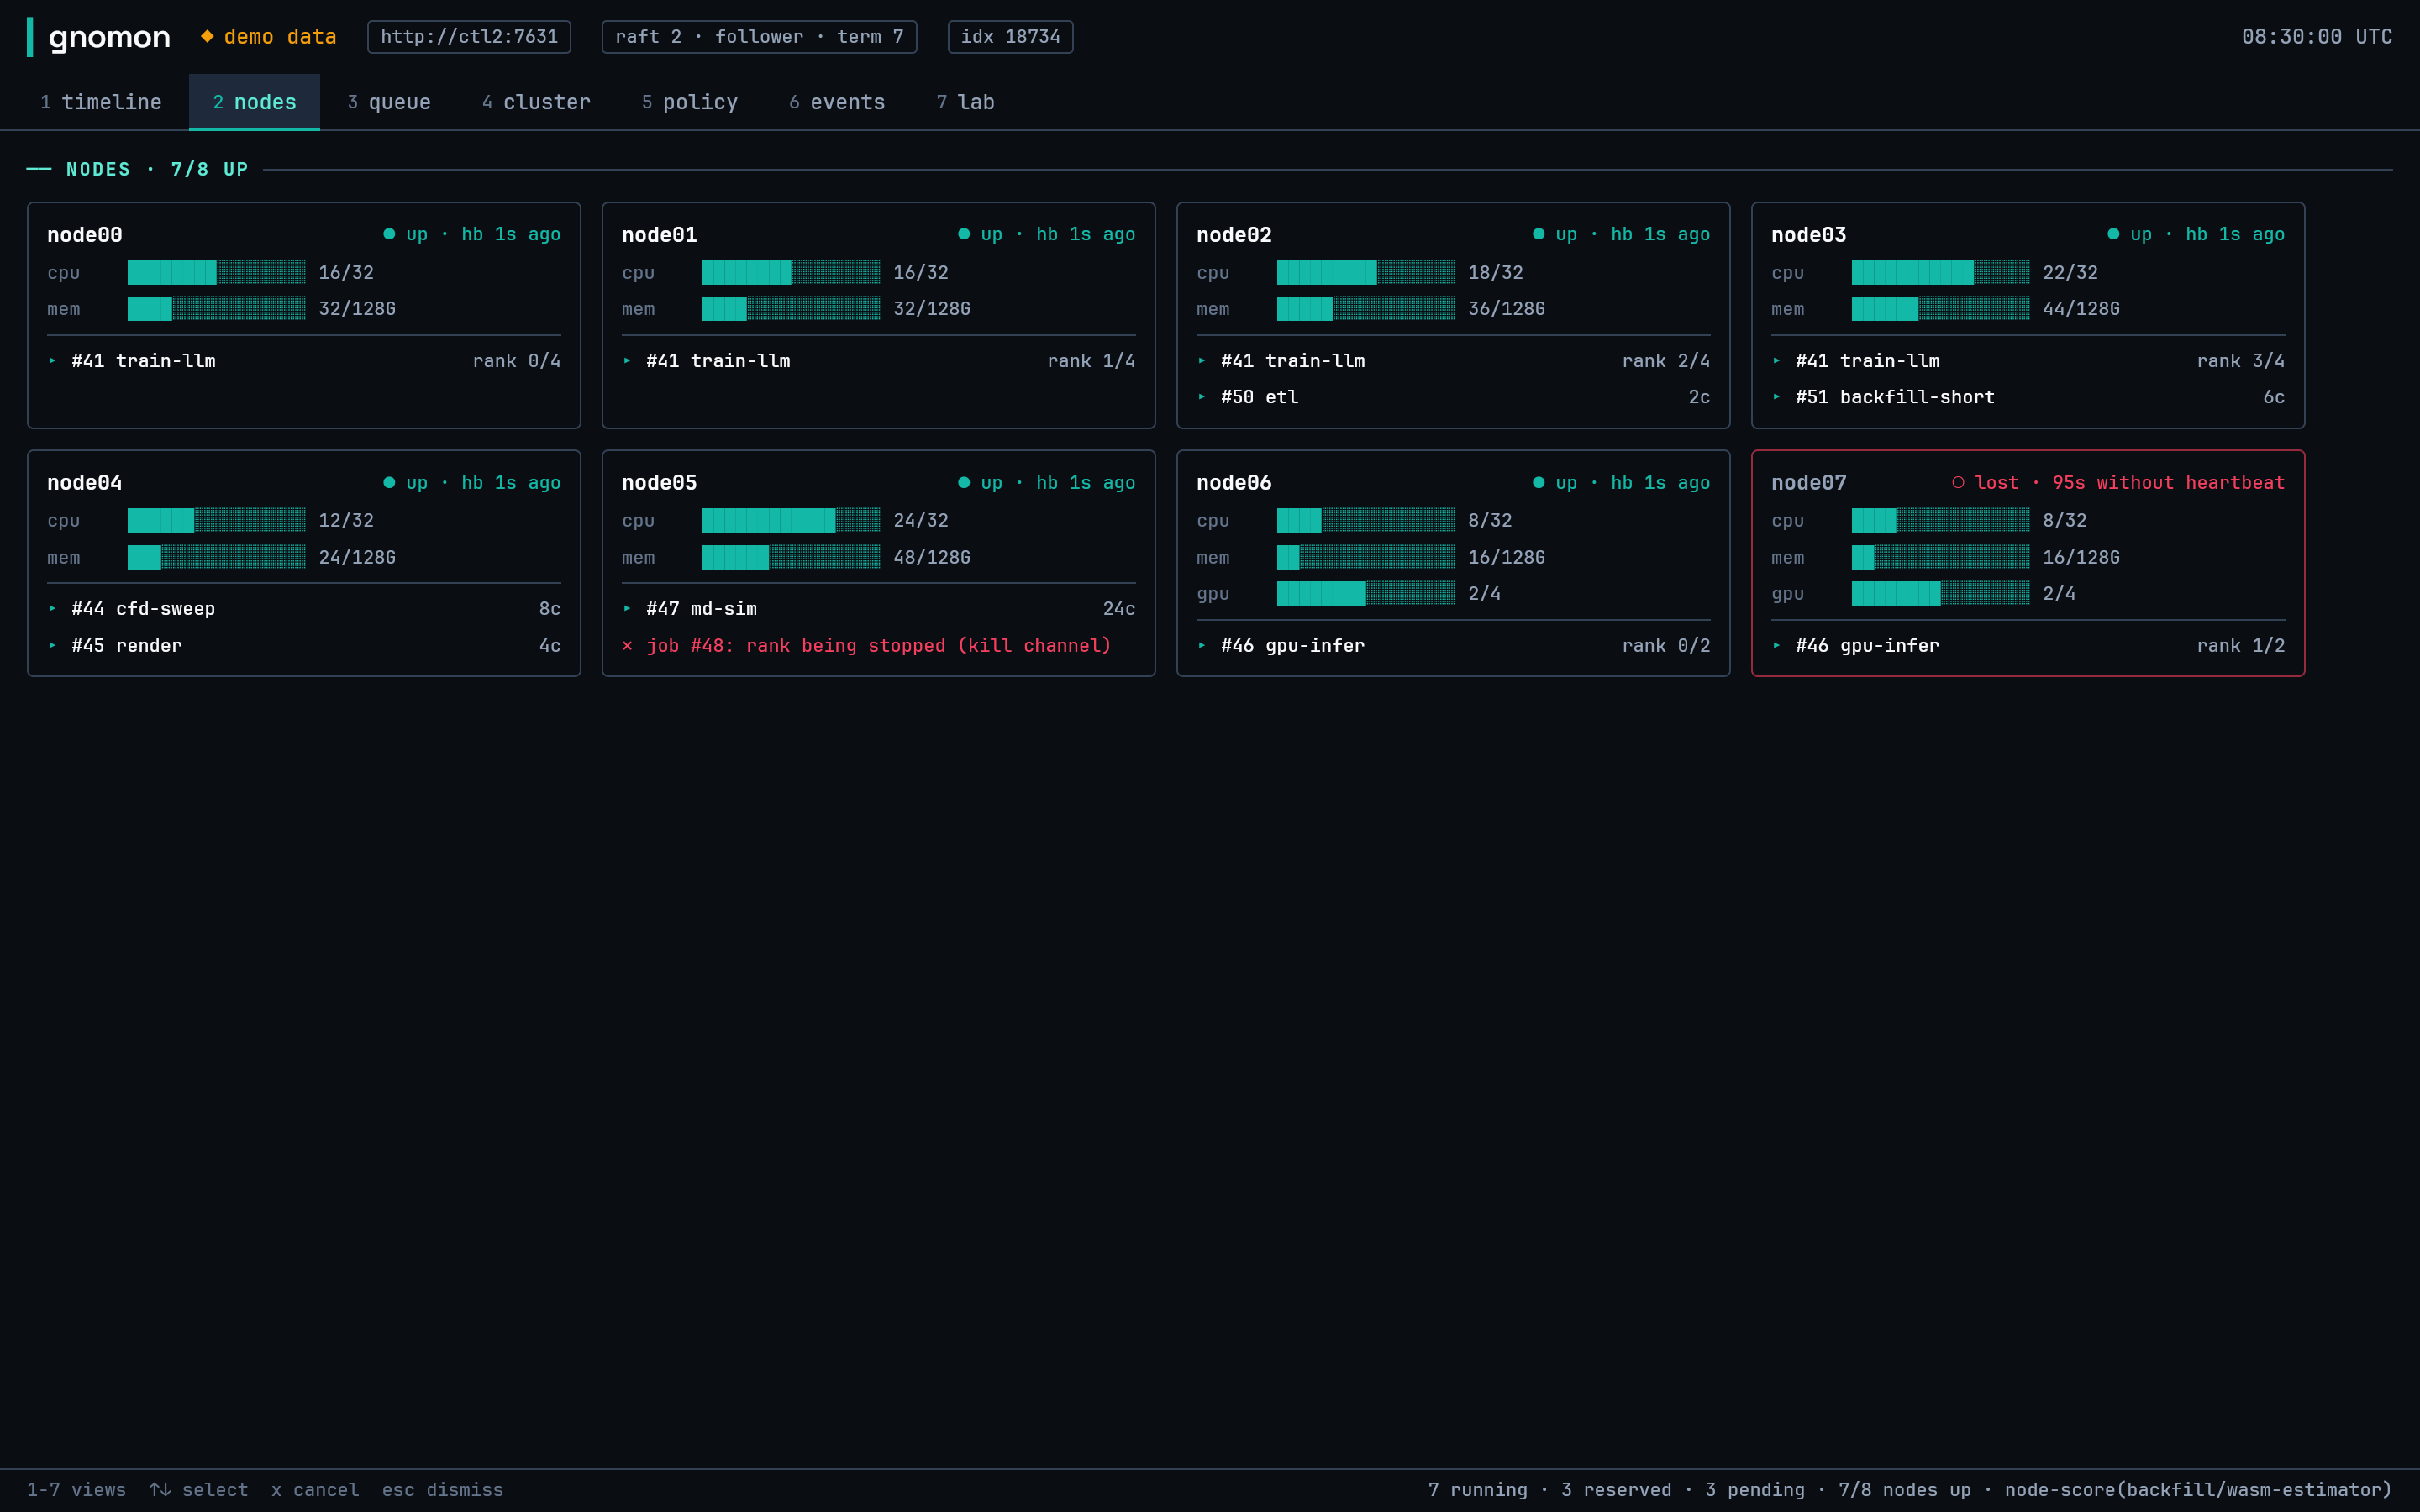 gnomon ◆ demo data http://ctl2:7631 raft 2 · follower · term 7 idx 18734 08:30:00 UTC
1 timeline 2 nodes 3 queue 4 cluster 5 policy 6 events 7 lab
── NODES · 7/8 UP
node00 ● up · hb 1s ago
cpu 16/32
mem 32/128G
▸ #41 train-llm rank 0/4
node01 ● up · hb 1s ago
cpu 16/32
mem 32/128G
▸ #41 train-llm rank 1/4
node02 ● up · hb 1s ago
cpu 18/32
mem 36/128G
▸ #41 train-llm rank 2/4
▸ #50 etl 2c
node03 ● up · hb 1s ago
cpu 22/32
mem 44/128G
▸ #41 train-llm rank 3/4
▸ #51 backfill-short 6c
node04 ● up · hb 1s ago
cpu 12/32
mem 24/128G
▸ #44 cfd-sweep 8c
▸ #45 render 4c
node05 ● up · hb 1s ago
cpu 24/32
mem 48/128G
▸ #47 md-sim 24c
× job #48: rank being stopped (kill channel)
node06 ● up · hb 1s ago
cpu 8/32
mem 16/128G
gpu 2/4
▸ #46 gpu-infer rank 0/2
node07 ○ lost · 95s without heartbeat
cpu 8/32
mem 16/128G
gpu 2/4
▸ #46 gpu-infer rank 1/2
1-7 views ↑↓ select x cancel esc dismiss 7 running · 3 reserved · 3 pending · 7/8 nodes up · node-score(backfill/wasm-estimator)